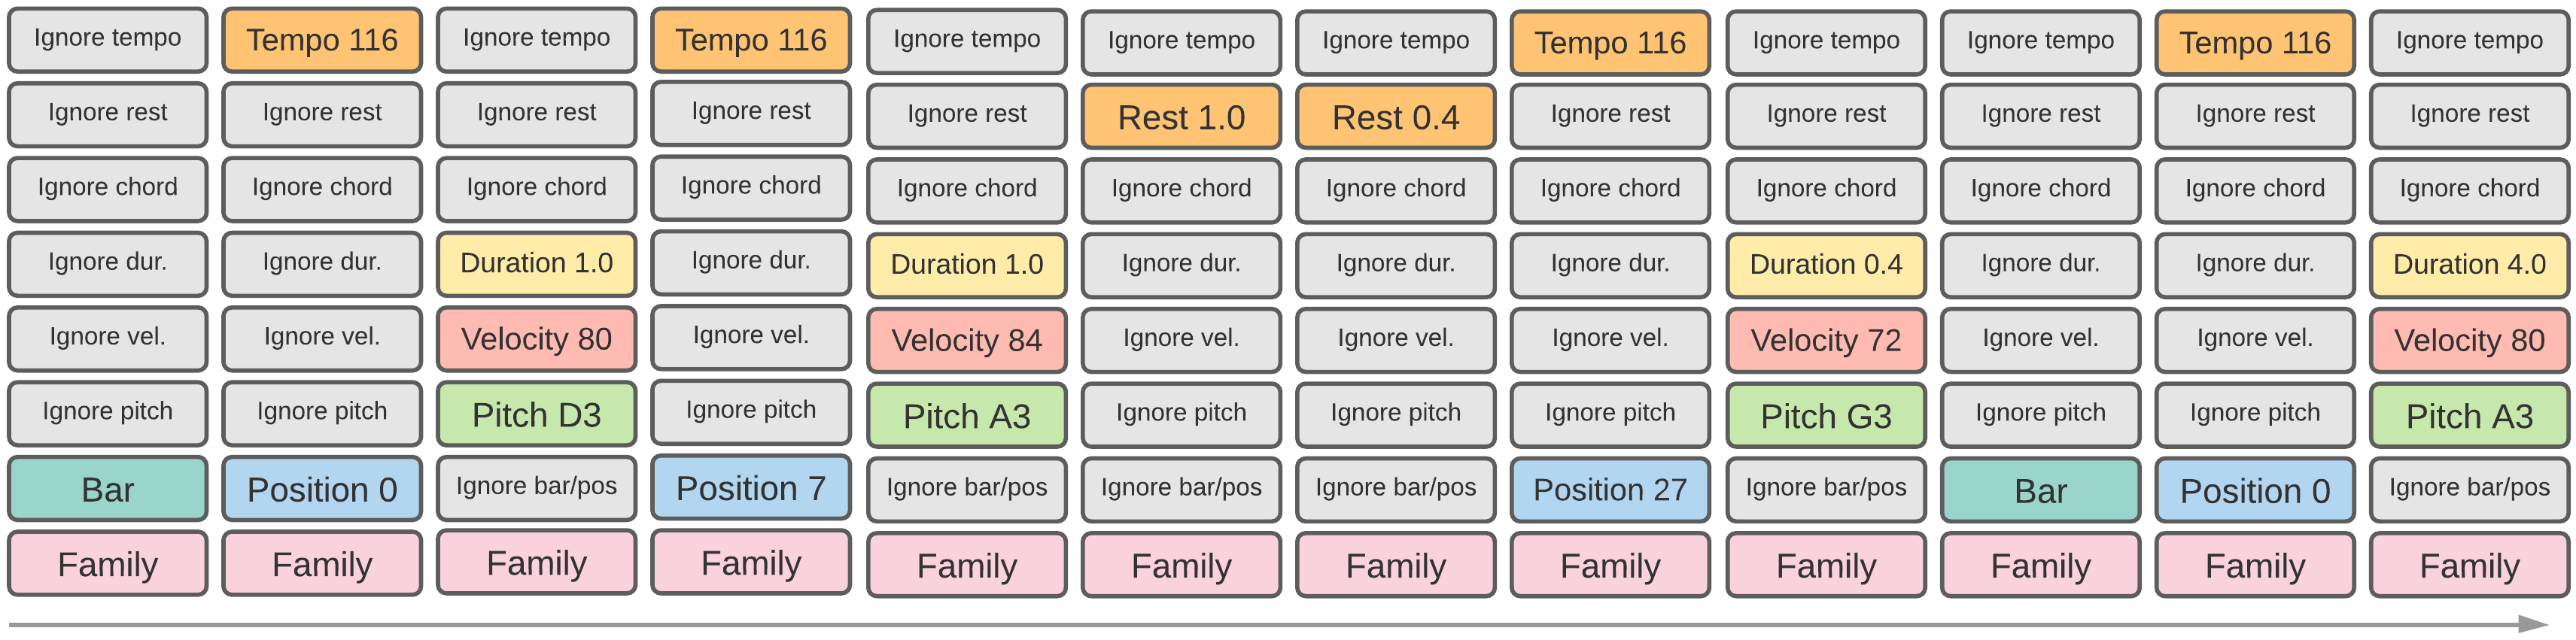 Ignore tempo Tempo 116 Ignore tempo Tempo 116 Ignore tempo Ignore tempo Ignore tempo Tempo 116 Ignore tempo Ignore tempo Tempo 116 Ignore tempo
Ignore rest Ignore rest Ignore rest Ignore rest Ignore rest Rest 1.0 Rest 0.4 Ignore rest Ignore rest Ignore rest Ignore rest Ignore rest
Ignore chord Ignore chord Ignore chord Ignore chord Ignore chord Ignore chord Ignore chord Ignore chord Ignore chord Ignore chord Ignore chord Ignore chord
Ignore dur. Ignore dur. Duration 1.0 Ignore dur. Duration 1.0 Ignore dur. Ignore dur. Ignore dur. Duration 0.4 Ignore dur. Ignore dur. Duration 4.0
Ignore vel. Ignore vel. Velocity 80 Ignore vel. Velocity 84 Ignore vel. Ignore vel. Ignore vel. Velocity 72 Ignore vel. Ignore vel. Velocity 80
Ignore pitch Ignore pitch Pitch D3 Ignore pitch Pitch A3 Ignore pitch Ignore pitch Ignore pitch Pitch G3 Ignore pitch Ignore pitch Pitch A3
Bar Position 0 Ignore bar/pos Position 7 Ignore bar/pos Ignore bar/pos Ignore bar/pos Position 27 Ignore bar/pos Bar Position 0 Ignore bar/pos
Family Family Family Family Family Family Family Family Family Family Family Family